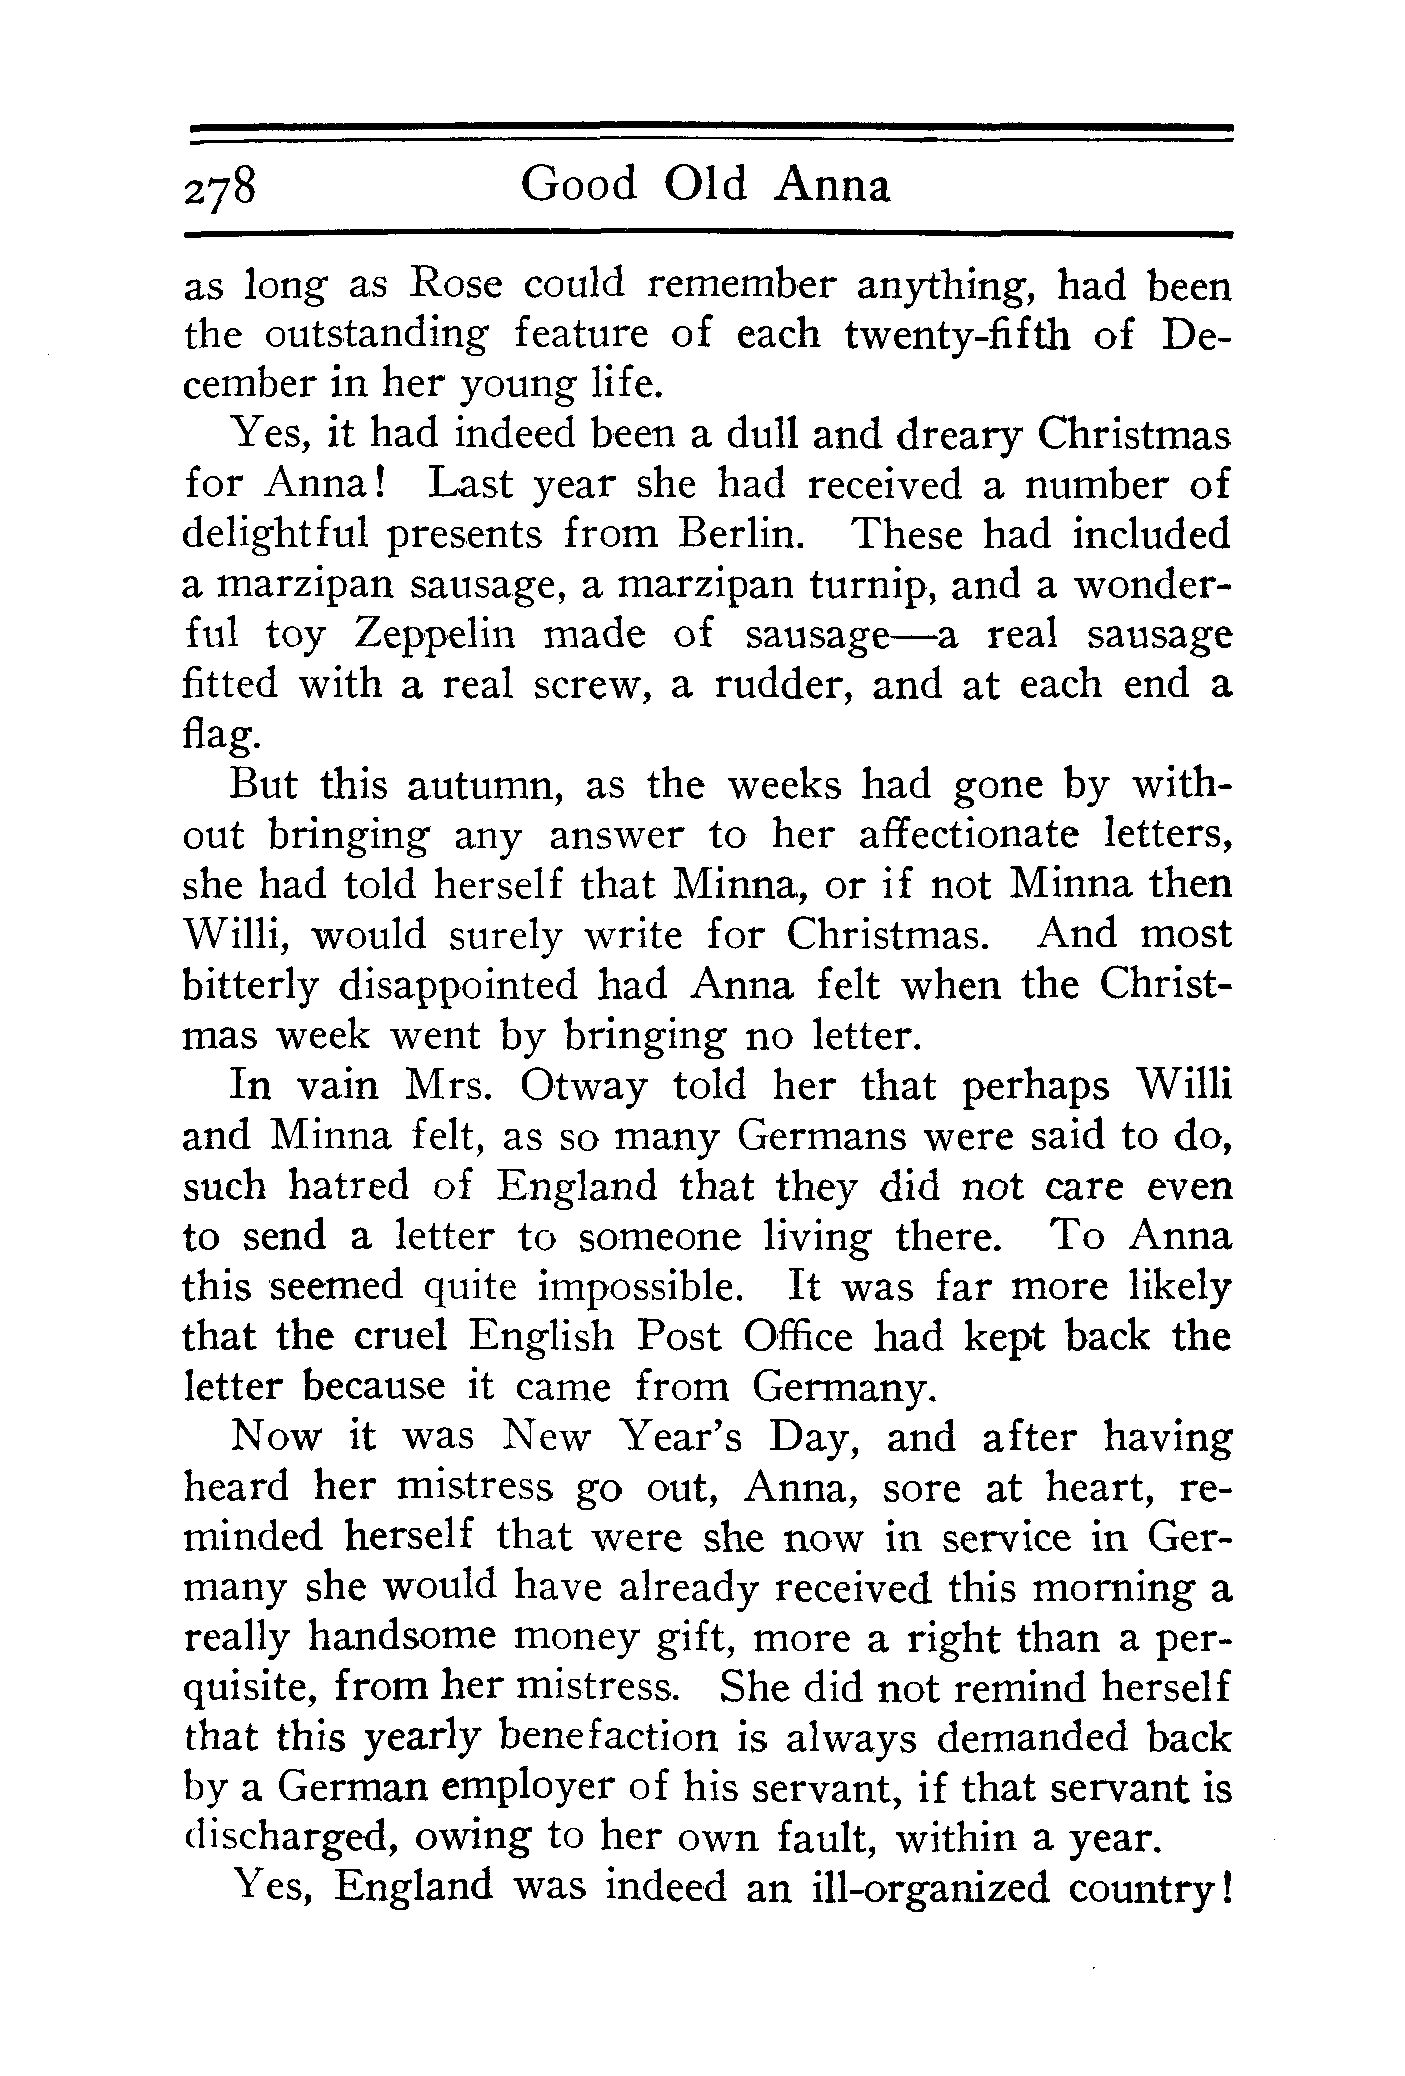 278 Good Old Anna
as long as Rose could remember anything, had been
the outstanding feature of each twenty-fifth of De-
cember in her young life.
Yes, it had indeed been a dull and dreary Christmas
for Anna! Last year she had received a number of
delightful presents from Berlin. These had included
a marzipan sausage, a marzipan turnip, and a wonder-
ful toy Zeppelin made of sausage—a real sausage
fitted with a real screw, a rudder, and at each end a
flag.
But this autumn, as the weeks had gone by with-
out bringing any answer to her affectionate letters,
she had told herself that Minna, or if not Minna then
Willi, would surely write for Christmas. And most
bitterly disappointed had Anna felt when the Christ-
mas week went by bringing no letter.
In vain Mrs. Otway told her that perhaps Willi
and Minna felt, as so many Germans were said to do,
such hatred of England that they did not care even
to send a letter to someone living there. To Anna
this seemed quite impossible. It was far more likely
that the cruel English Post Office had kept back the
letter because it came from Germany.
Now it was New Year's Day, and after having
heard her mistress go out, Anna, sore at heart, re-
minded herself that were she now in service in Ger-
many she would have already received this morning a
really handsome money gift, more a right than a per-
quisite, from her mistress. She did not remind herself
that this yearly benefaction is always demanded back
by a German employer of his servant, if that servant is
discharged, owing to her own fault, within a year.
Yes, England was indeed an ill-organized country!